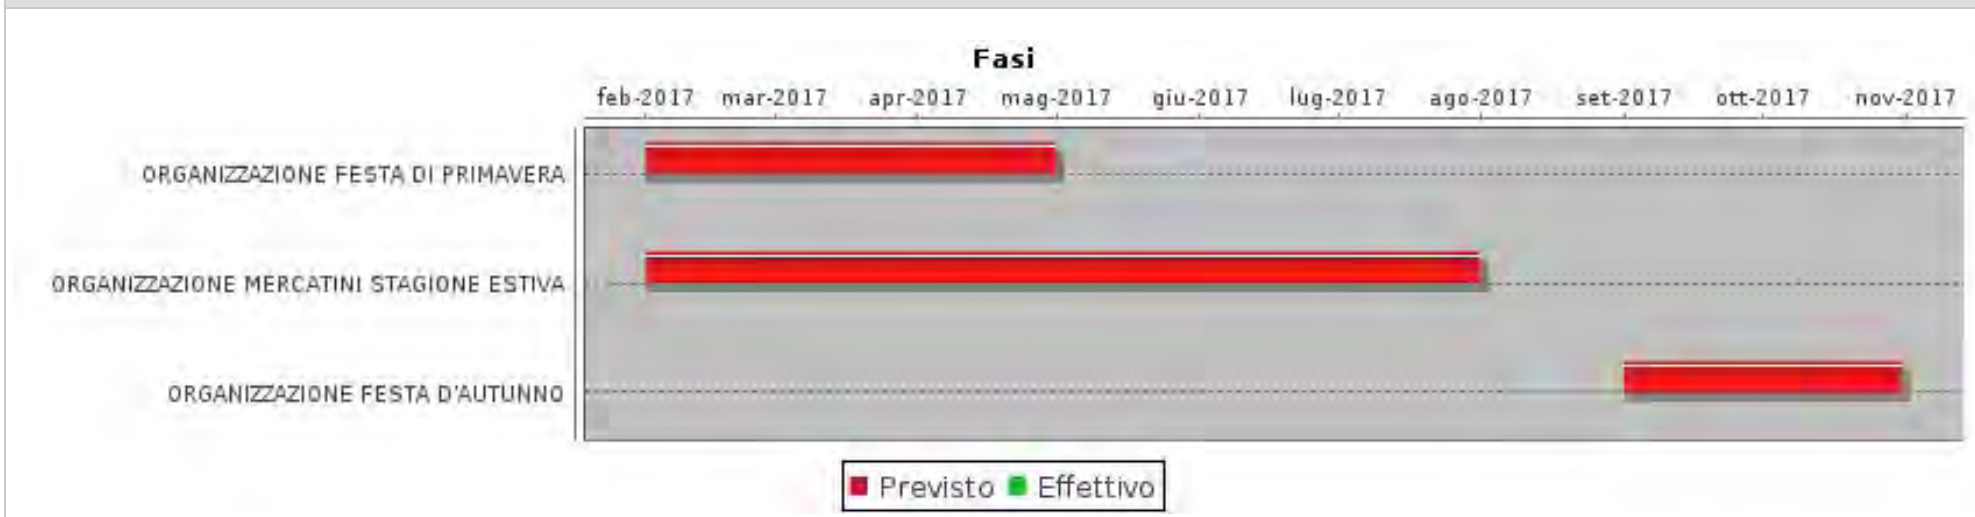 Fasi
feb-2017 mar-2017 apr-2017 mag-2017 giu-2017 lug-2017 ago-2017 set-2017 ott-2017 nov-2017
ORGANIZZAZIONE FESTA DI PRIMAVERA
ORGANIZZAZIONE MERCATINI STAGIONE ESTIVA
ORGANIZZAZIONE FESTA D'AUTUNNO
Previsto Effettivo